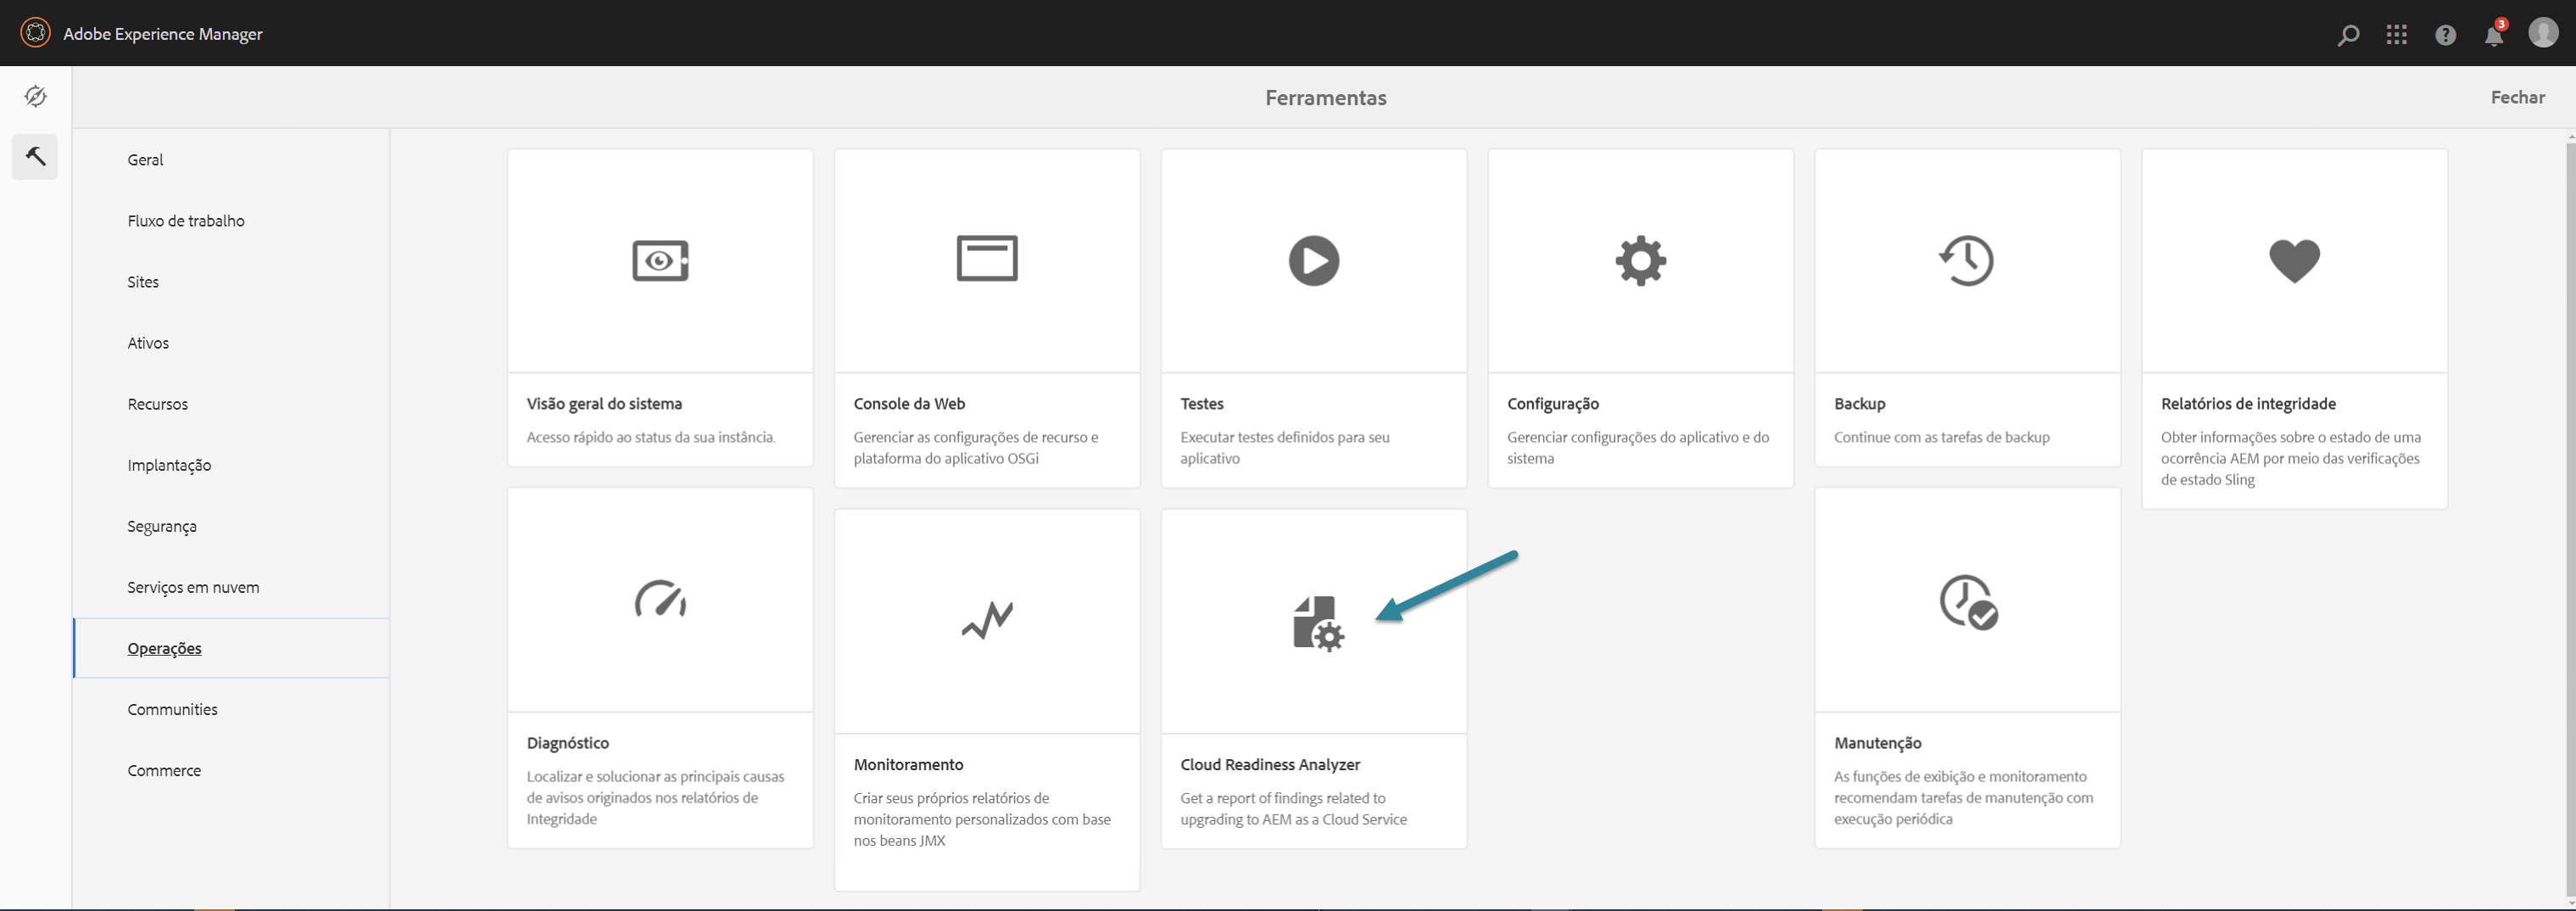 Adobe Experience Manager
3
Ferramentas
Fechar
Geral
Fluxo de trabalho
Sites
Ativos
Recursos
Implantação
Segurança
Serviços em nuvem
Operações
Communities
Commerce
Visão geral do sistema
Acesso rápido ao status da sua instância.
Console da Web
Gerenciar as configurações de recurso e
plataforma do aplicativo OSGi
Testes
Executar testes definidos para seu
aplicativo
Configuração
Gerenciar configurações do aplicativo e do
sistema
Backup
Continue com as tarefas de backup
Relatórios de integridade
Obter informações sobre o estado de uma
ocorrência AEM por meio das verificações
de estado Sling
Diagnóstico
Localizar e solucionar as principais causas
de avisos originados nos relatórios de
Integridade
Monitoramento
Criar seus próprios relatórios de
monitoramento personalizados com base
nos beans JMX
Cloud Readiness Analyzer
Get a report of findings related to
upgrading to AEM as a Cloud Service
Manutenção
As funções de exibição e monitoramento
recomendam tarefas de manutenção com
execução periódica